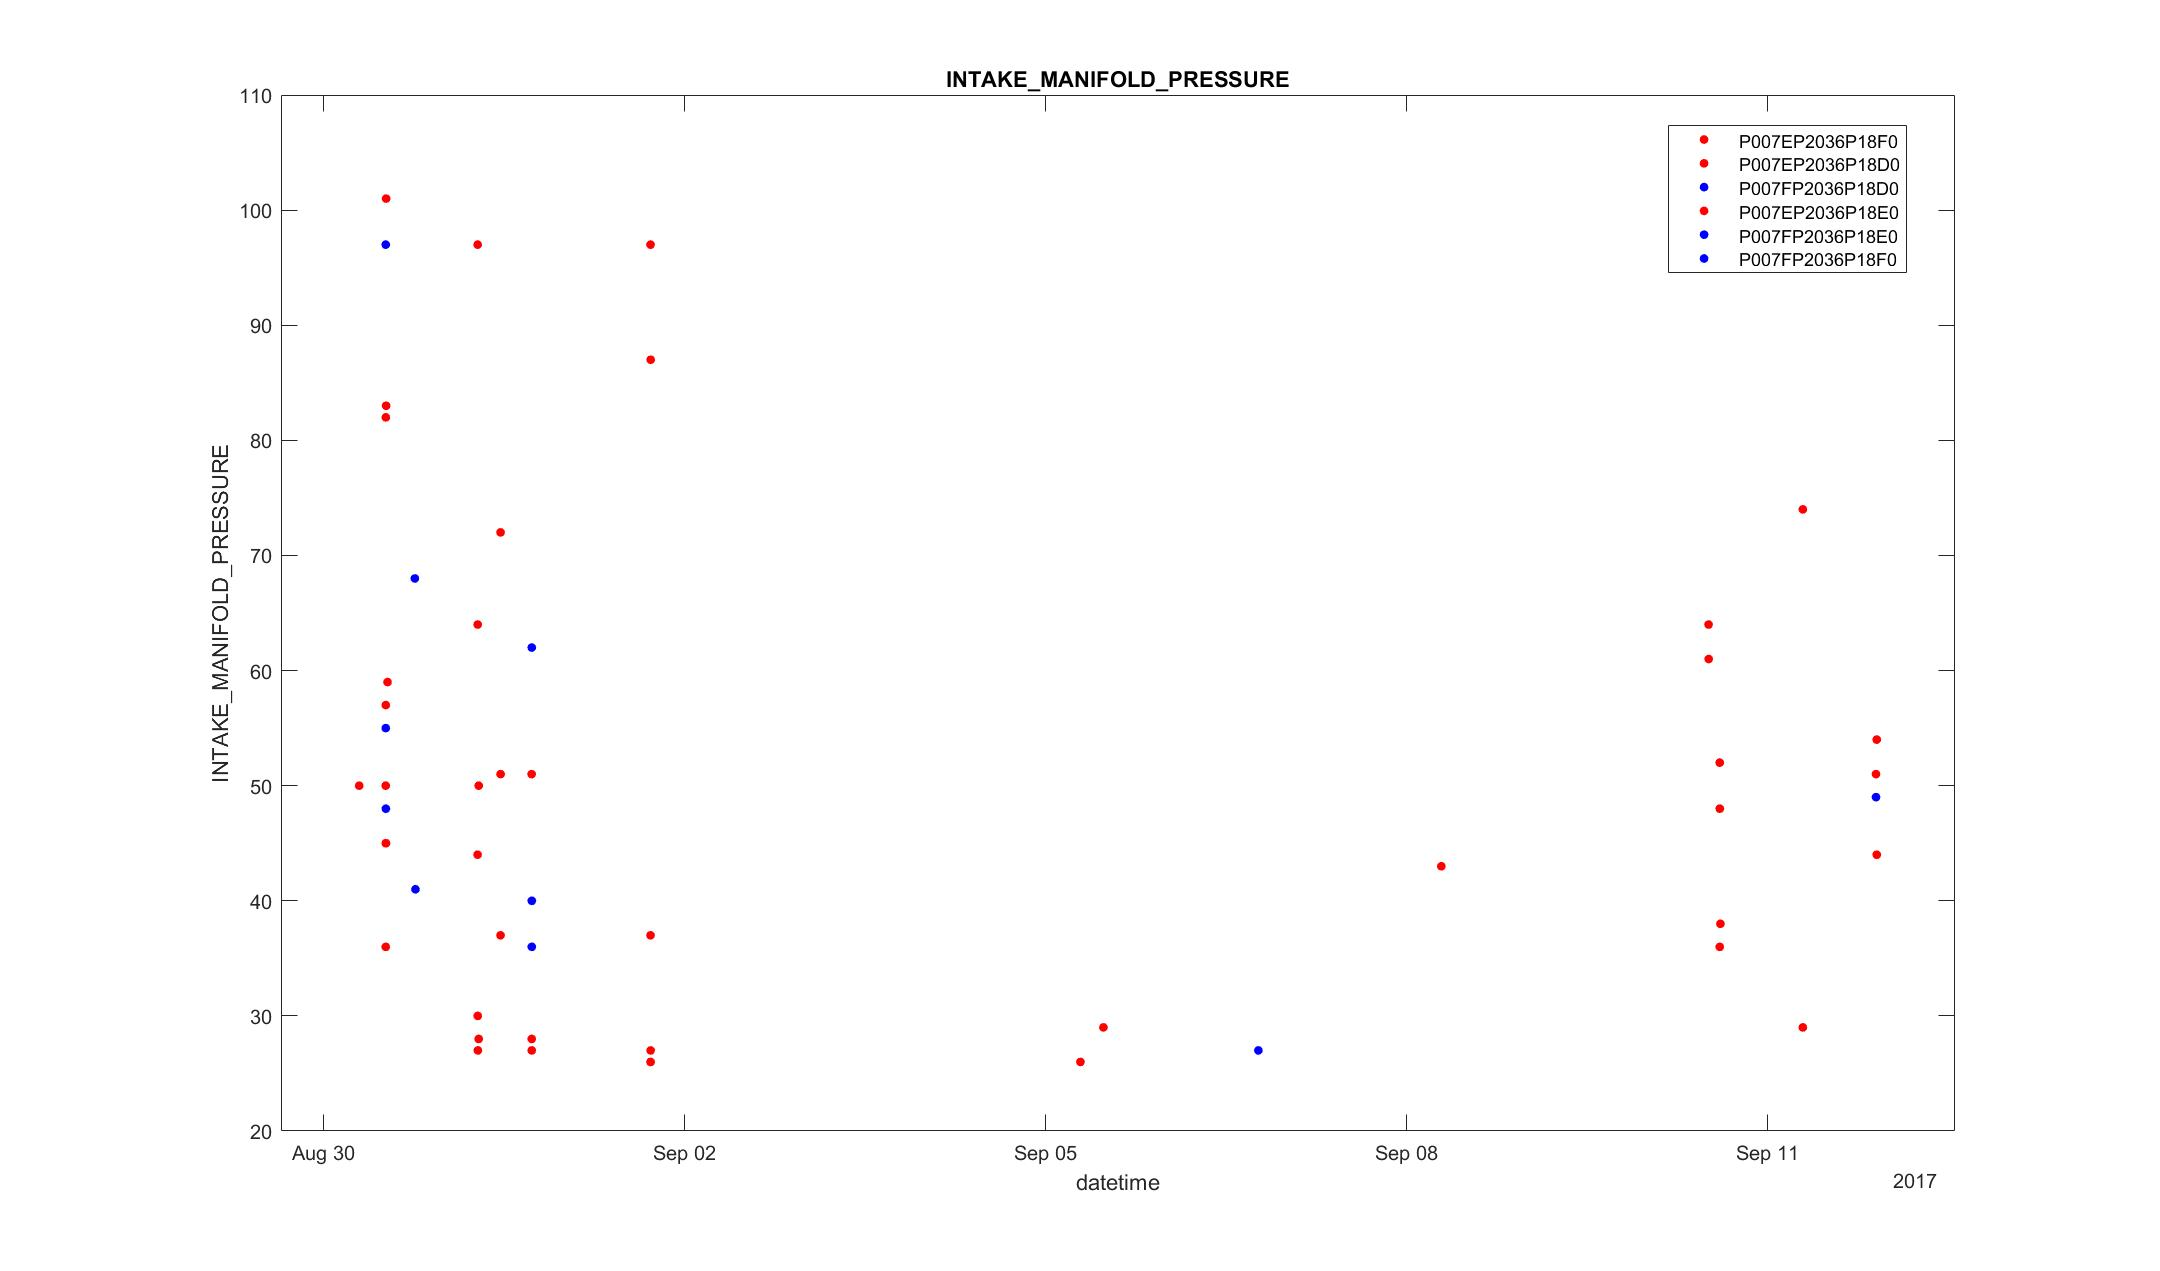 INTAKE_MANIFOLD_PRESSURE
110
100
90
80
70
60
50
40
30
20
INTAKE_MANIFOLD_PRESSURE
P007EP2036P18F0
P007EP2036P18D0
P007FP2036P18D0
P007EP2036P18E0
P007FP2036P18E0
P007FP2036P18F0
Aug 30 Sep 02 Sep 05 Sep 08 Sep 11
datetime
2017